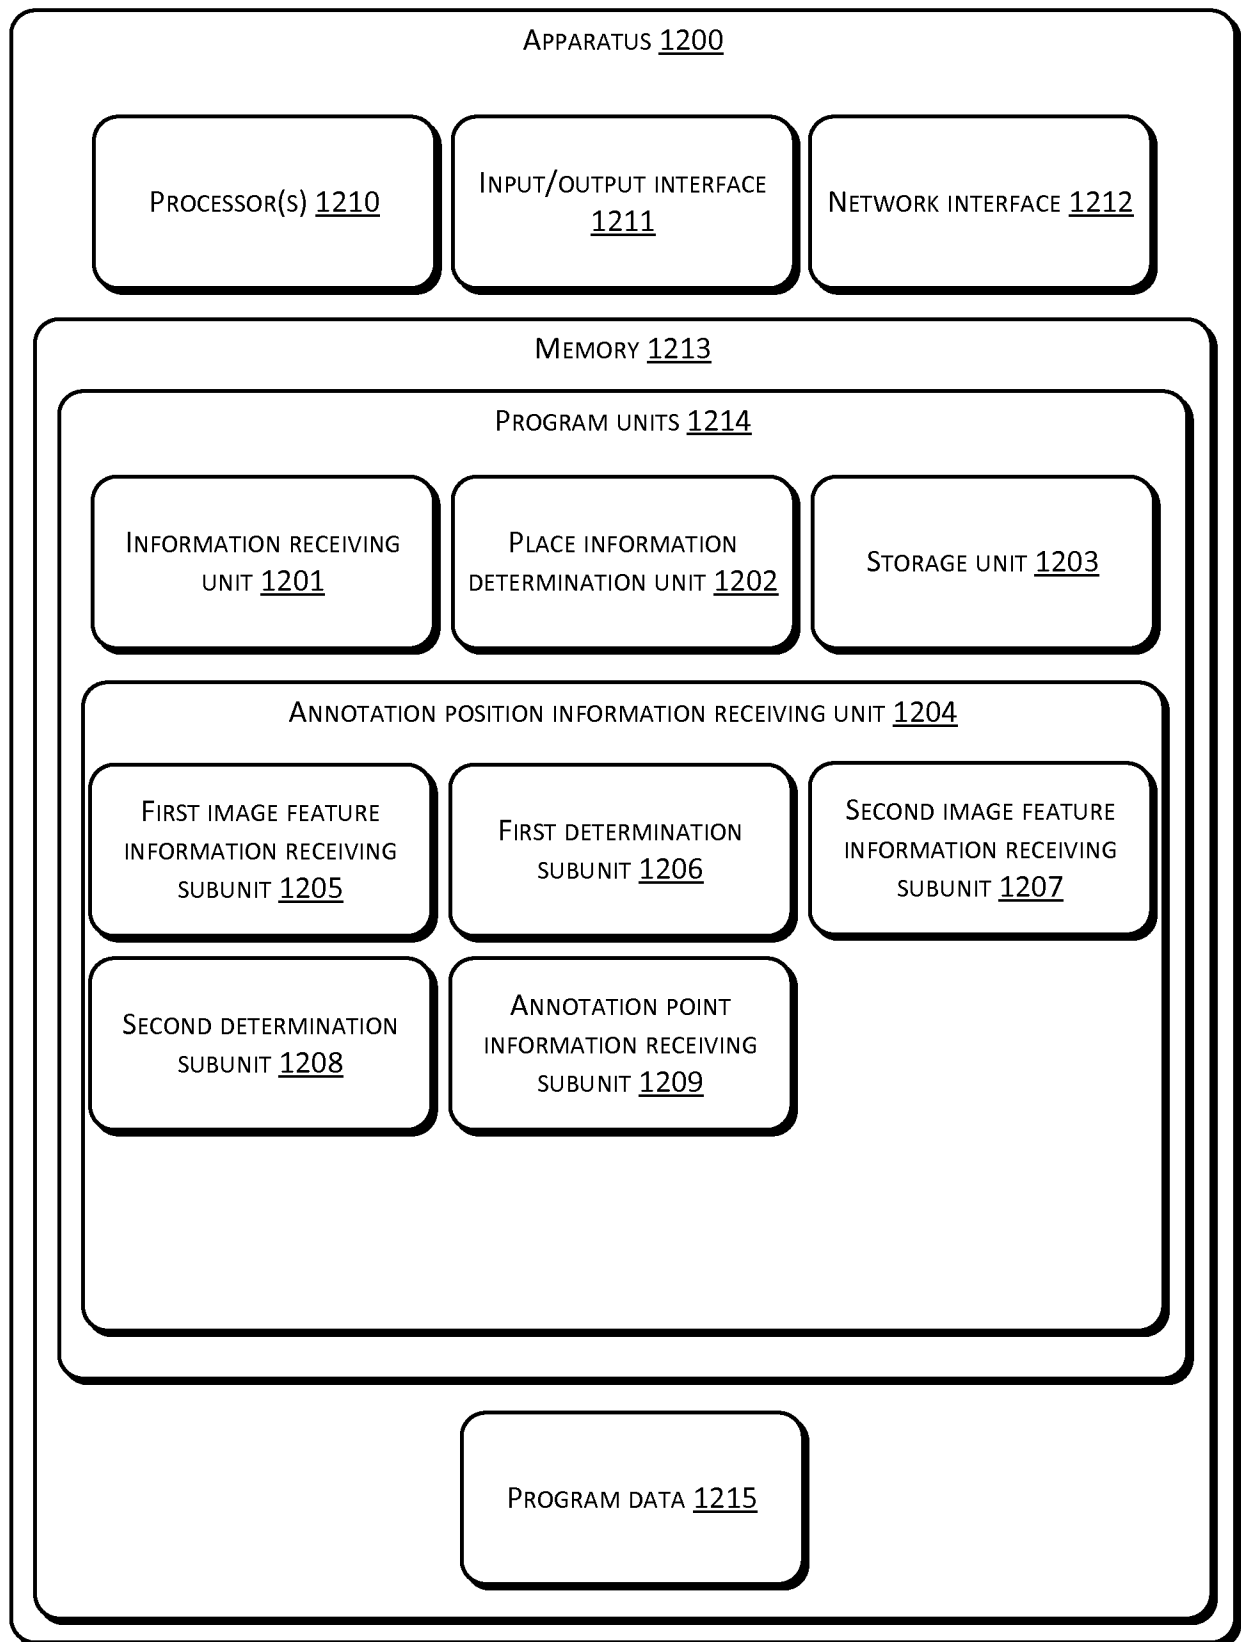 APPARATUS 1200
PROCESSOR(S) 1210
INPUT/OUTPUT INTERFACE
1211
NETWORK INTERFACE 1212
MEMORY 1213
PROGRAM UNITS 1214
INFORMATION RECEIVING
UNIT 1201
PLACE INFORMATION
DETERMINATION UNIT 1202
STORAGE UNIT 1203
ANNOTATION POSITION INFORMATION RECEIVING UNIT 1204
FIRST IMAGE FEATURE
INFORMATION RECEIVING
SUBUNIT 1205
FIRST DETERMINATION
SUBUNIT 1206
SECOND IMAGE FEATURE
INFORMATION RECEIVING
SUBUNIT 1207
SECOND DETERMINATION
SUBUNIT 1208
ANNOTATION POINT
INFORMATION RECEIVING
SUBUNIT 1209
PROGRAM DATA 1215